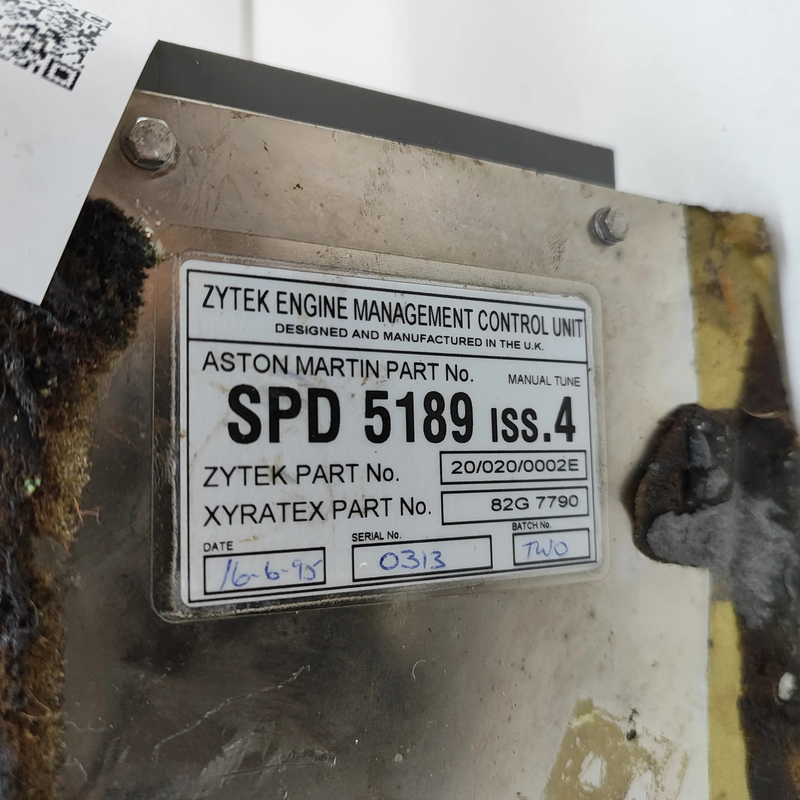 ZYTEK ENGINE MANAGEMENT CONTROL UNIT
DESIGNED AND MANUFACTURED IN THE U.K.
ASTON MARTIN PART No. MANUAL TUNE
SPD 5189 ISS.4
ZYTEK PART No. 20/020/0002E
XYRATEX PART No. 82G 7790
DATE SERIAL No. BATCH No.
16-6-95 0313 TWO